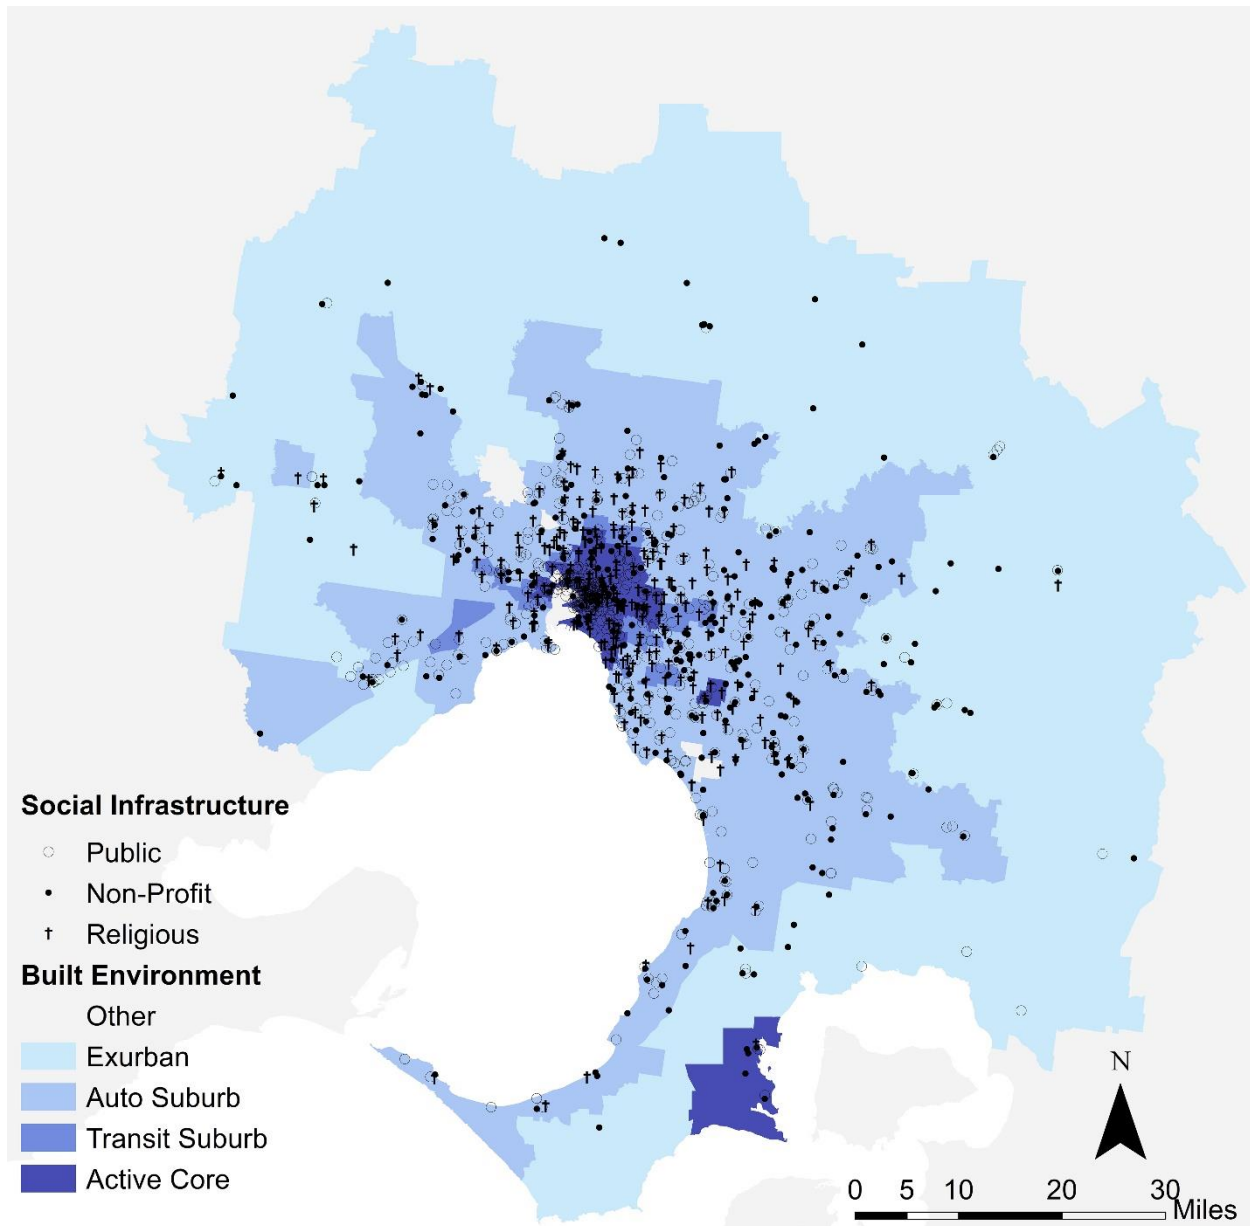 Social Infrastructure
Public
Non-Profit
Religious
Built Environment
Other
Exurban
Auto Suburb
Transit Suburb
Active Core
N
0 5 10 20 30
Miles